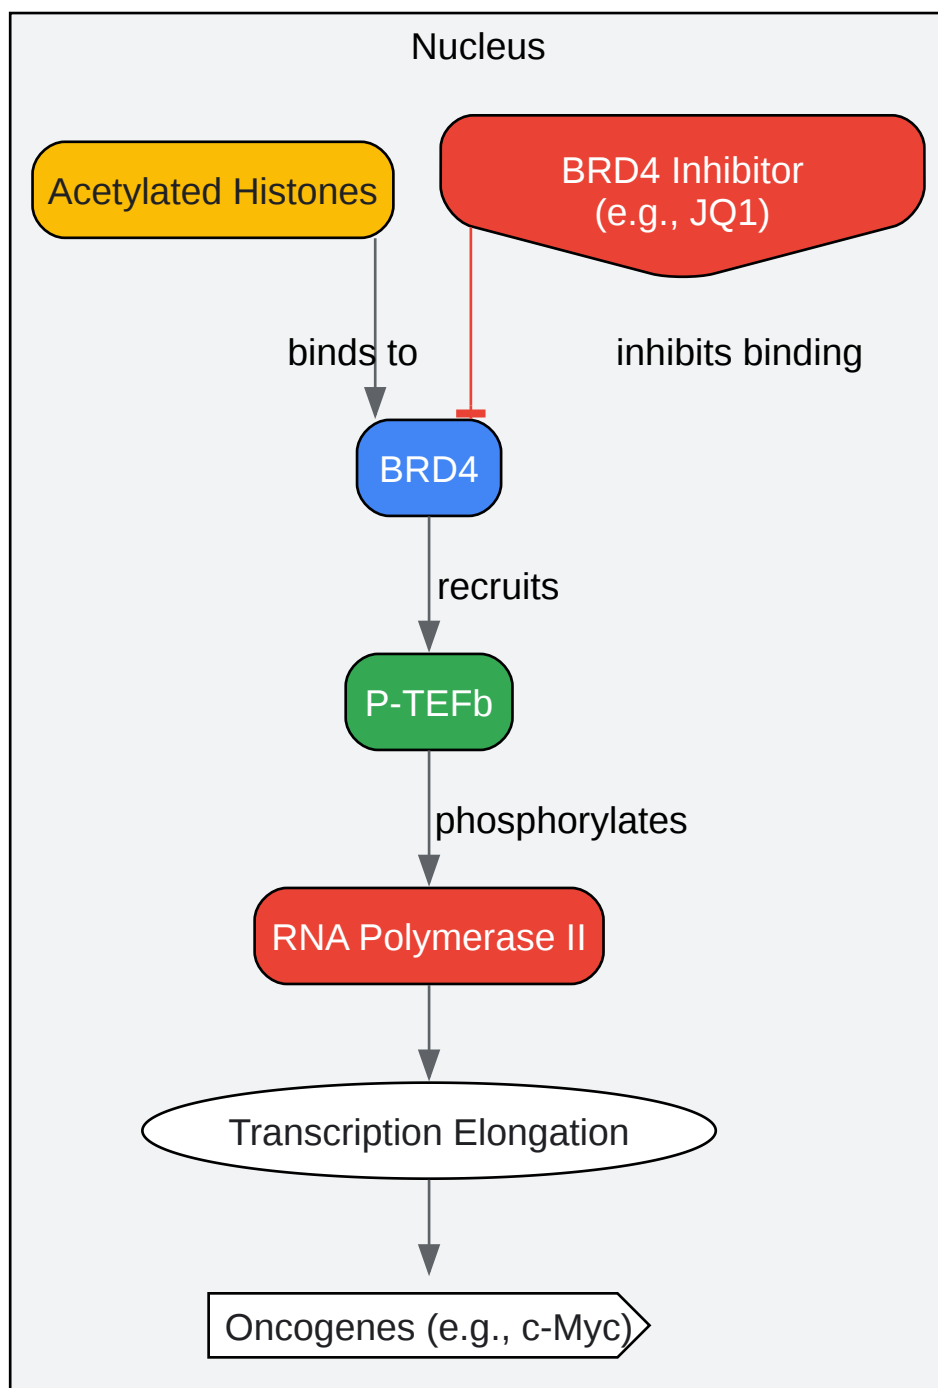 Nucleus
Acetylated Histones
BRD4 Inhibitor
(e.g., JQ1)
binds to
inhibits binding
BRD4
recruits
P-TEFb
phosphorylates
RNA Polymerase II
Transcription Elongation
Oncogenes (e.g., c-Myc)